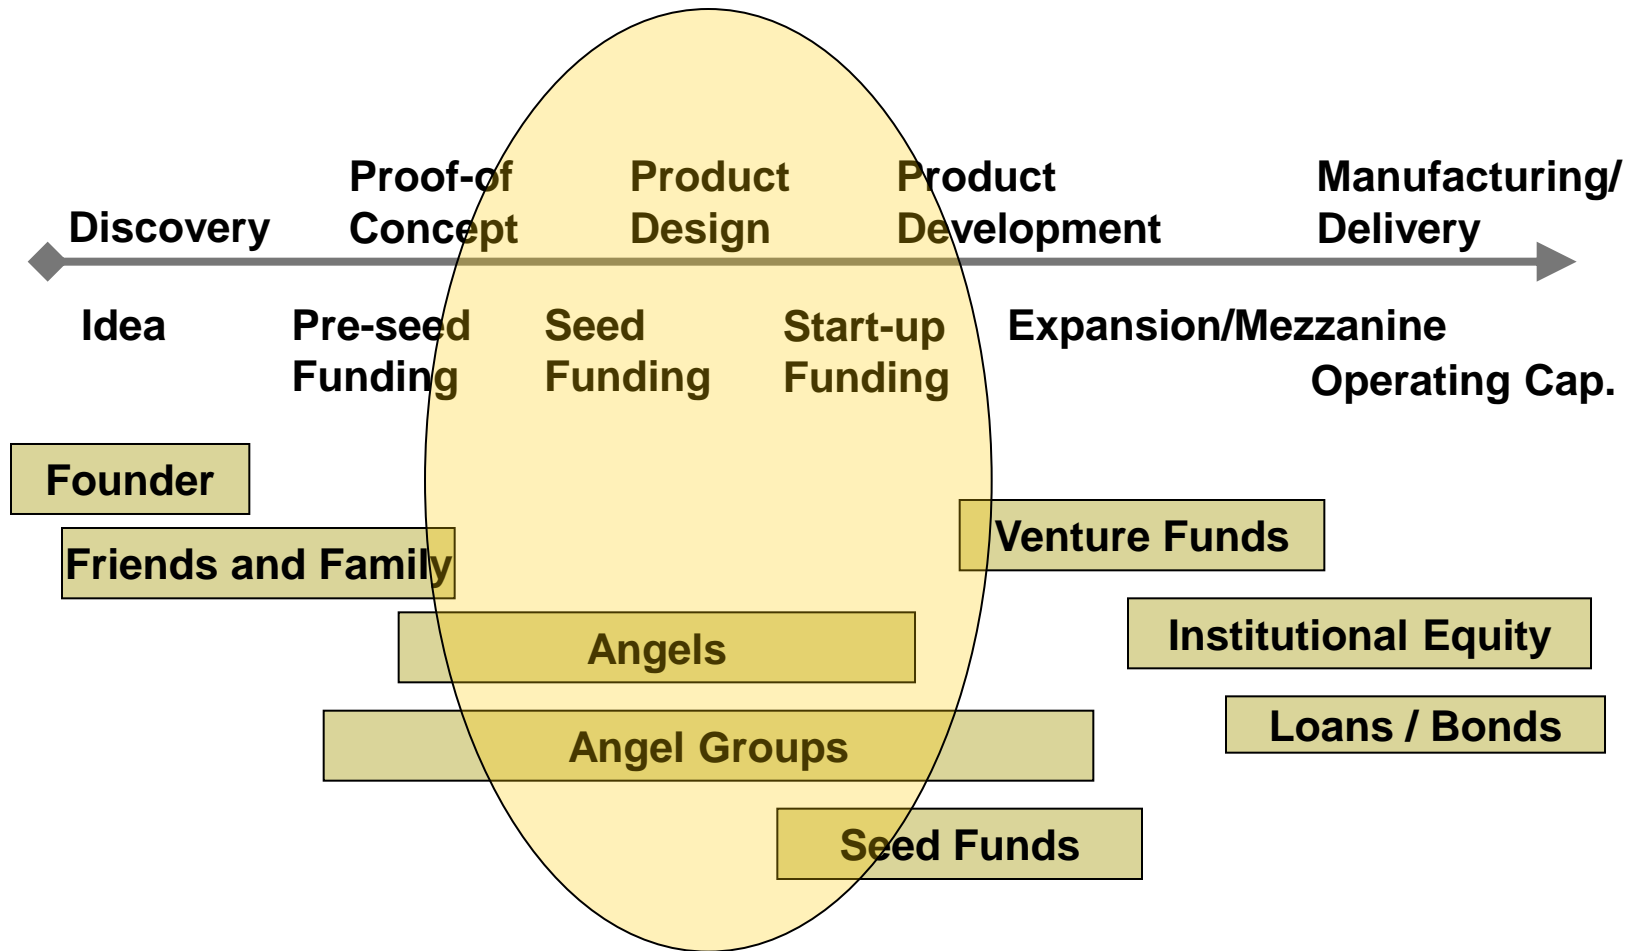 Discovery
Proof-of
Concept
Product
Design
Product
Development
Manufacturing/
Delivery
Idea
Pre-seed
Funding
Seed
Funding
Start-up
Funding
Expansion/Mezzanine
Operating Cap.
Founder
Friends and Family
Venture Funds
Angels
Institutional Equity
Angel Groups
Loans / Bonds
Seed Funds